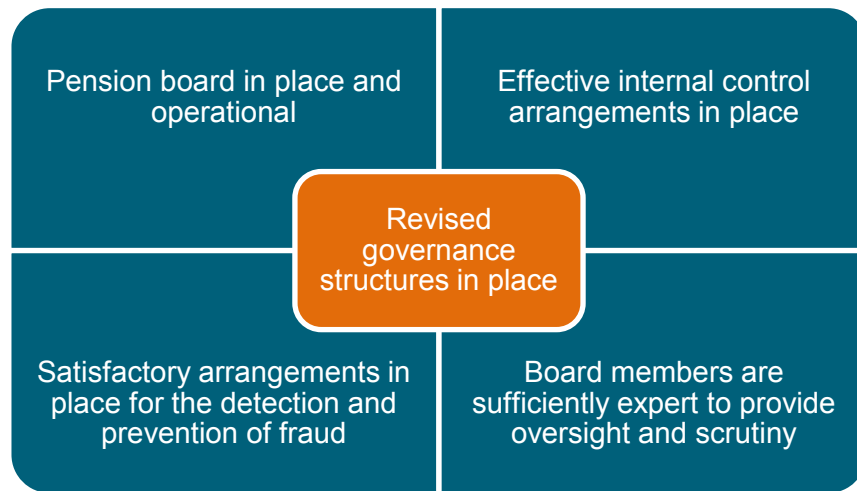 Pension board in place and
operational
Effective internal control
arrangements in place
Revised
governance
structures in place
Satisfactory arrangements in
place for the detection and
prevention of fraud
Board members are
sufficiently expert to provide
oversight and scrutiny